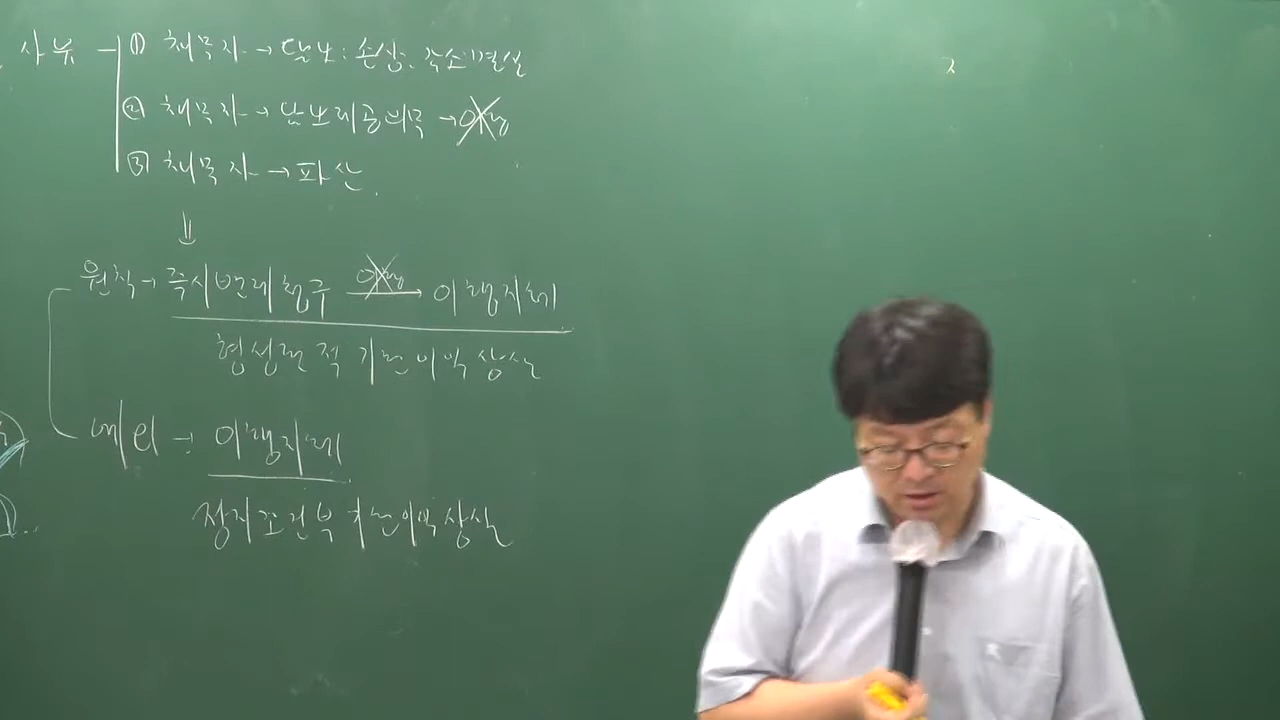 사유 ① 채무자 → 담보 : 손상, 감소, 멸실
② 채무자 → 담보제공의무 → 이행
③ 채무자 → 파산
⇓
원칙 → 즉시변제청구 이행 → 이행지체
형성권적 기한이익상실
예외 → 이행지체
정지조건부 기한이익상실